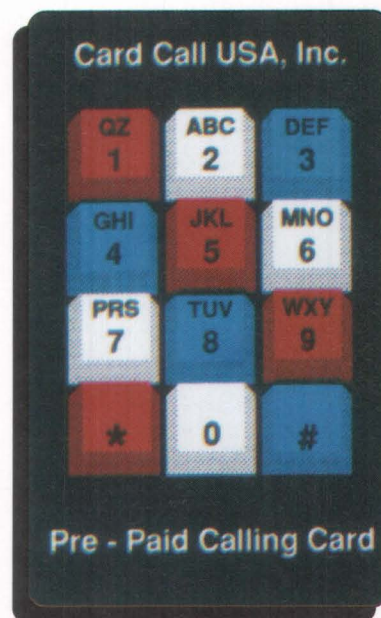 Card Call USA, Inc.
QZ ABC DEF
1 2 3
GHI JKL MNO
4 5 6
PRS TUV WXY
7 8 9
* 0 #
Pre - Paid Calling Card